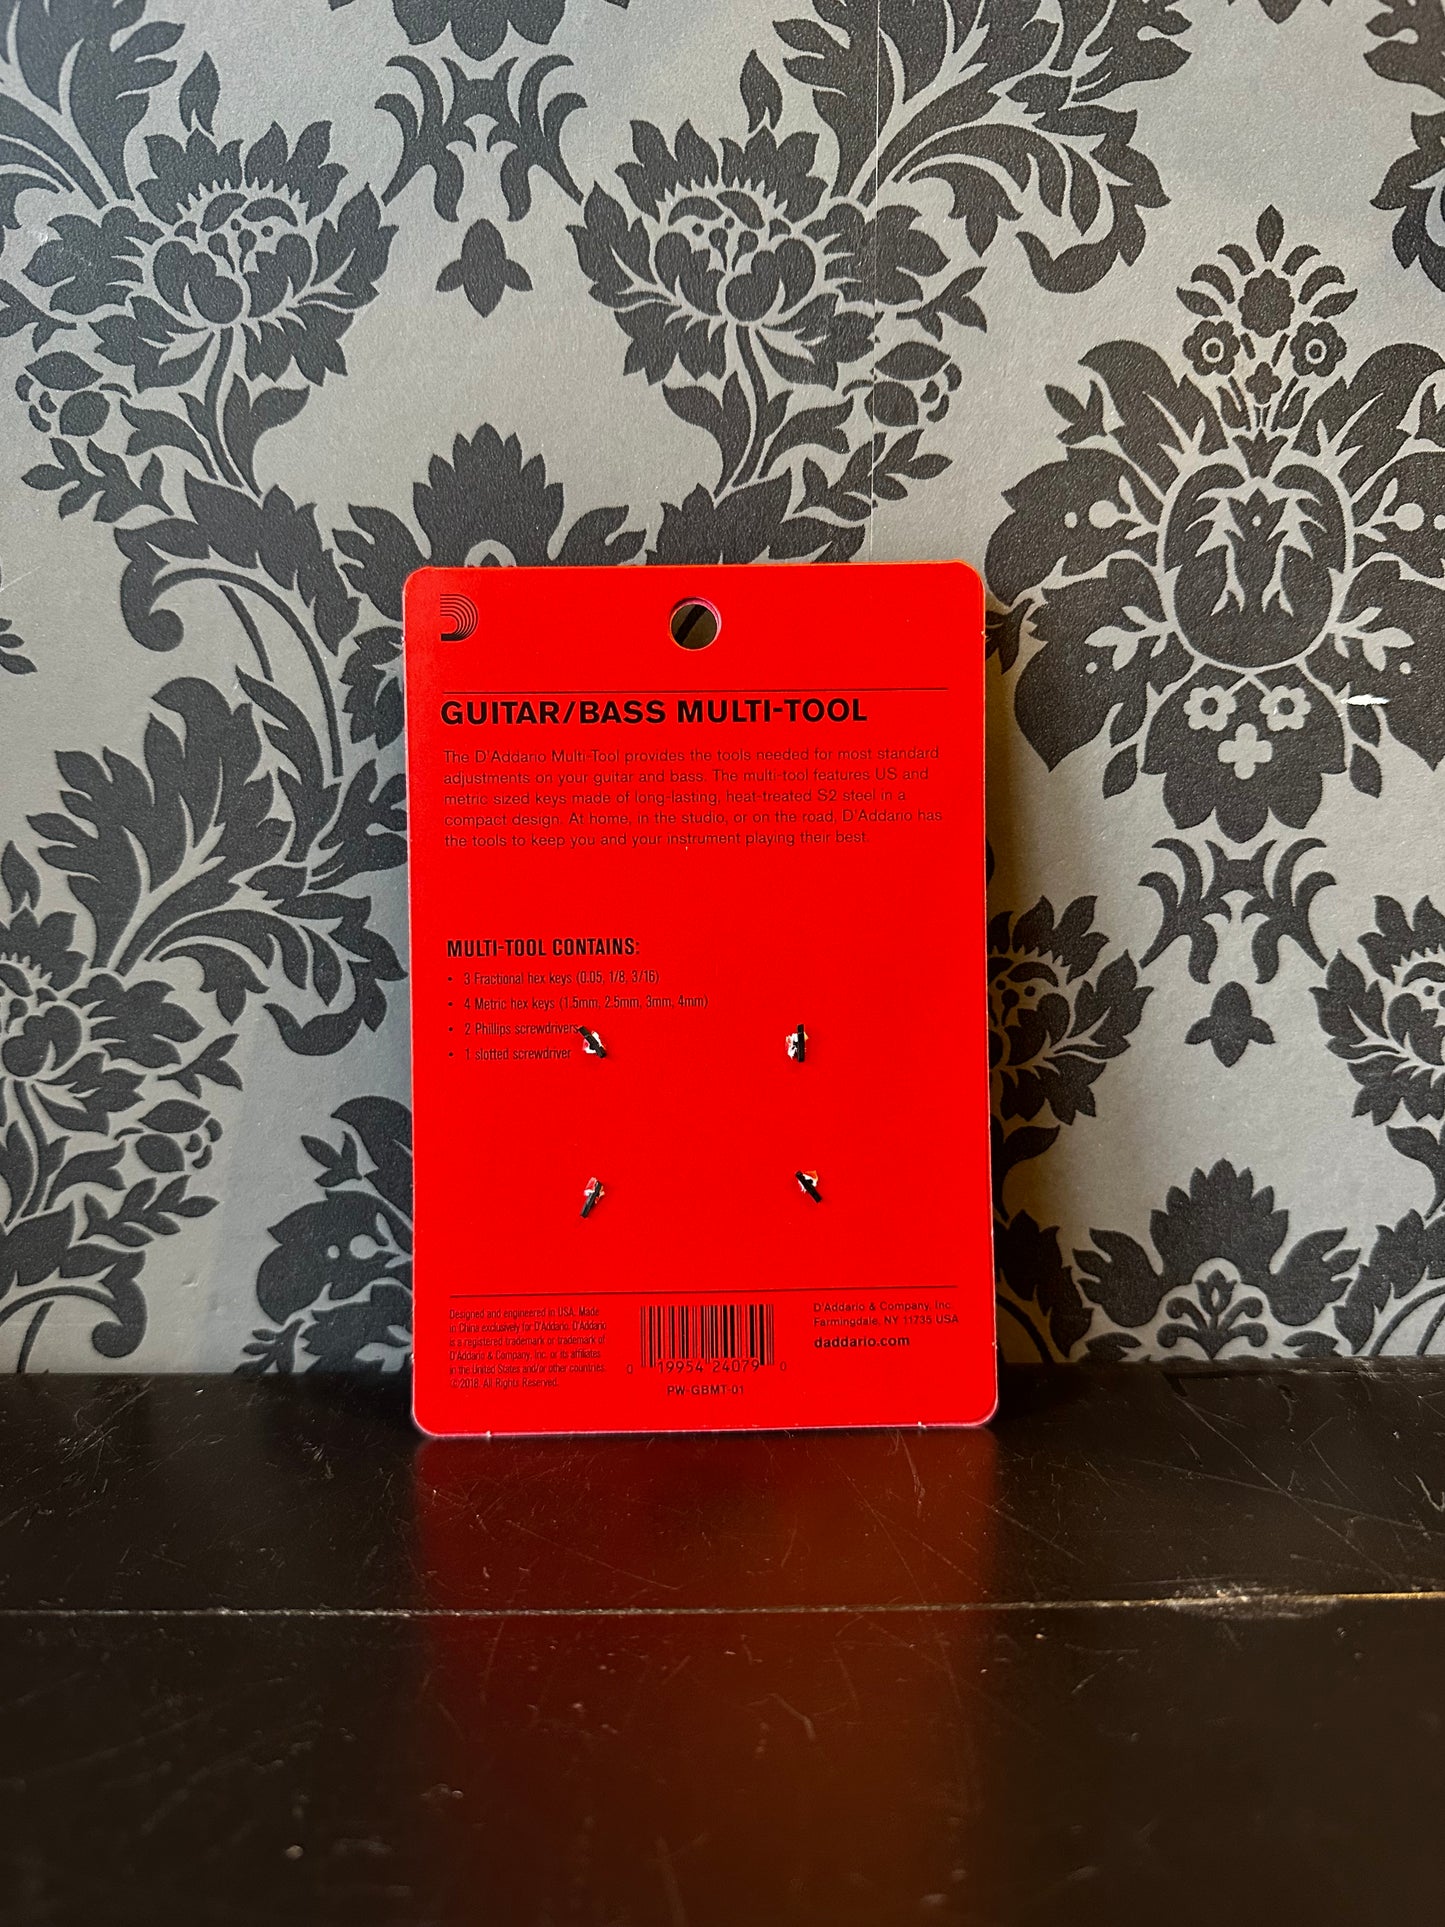 GUITAR/BASS MULTI-TOOL
The D'Addario Multi-Tool provides the tools needed for most standard
adjustments on your guitar and bass. The multi-tool features US and
metric sized keys made of long-lasting, heat-treated S2 steel in a
compact design. At home, in the studio, or on the road, D'Addario has
the tools to keep you and your instrument playing their best.
MULTI-TOOL CONTAINS:
• 3 Fractional hex keys (0.05, 1/8, 3/16)
• 4 Metric hex keys (1.5mm, 2.5mm, 3mm, 4mm)
• 2 Phillips screwdrivers
• 1 slotted screwdriver
Designed and engineered in USA. Made
in China exclusively for D'Addario. D'Addario
is a registered trademark or trademark of
D'Addario & Company, Inc. or its affiliates
in the United States and/or other countries.
©2018. All Rights Reserved.
0 19954 24079 0
PW-GBMT-01
D'Addario & Company, Inc.
Farmingdale, NY 11735 USA
daddario.com